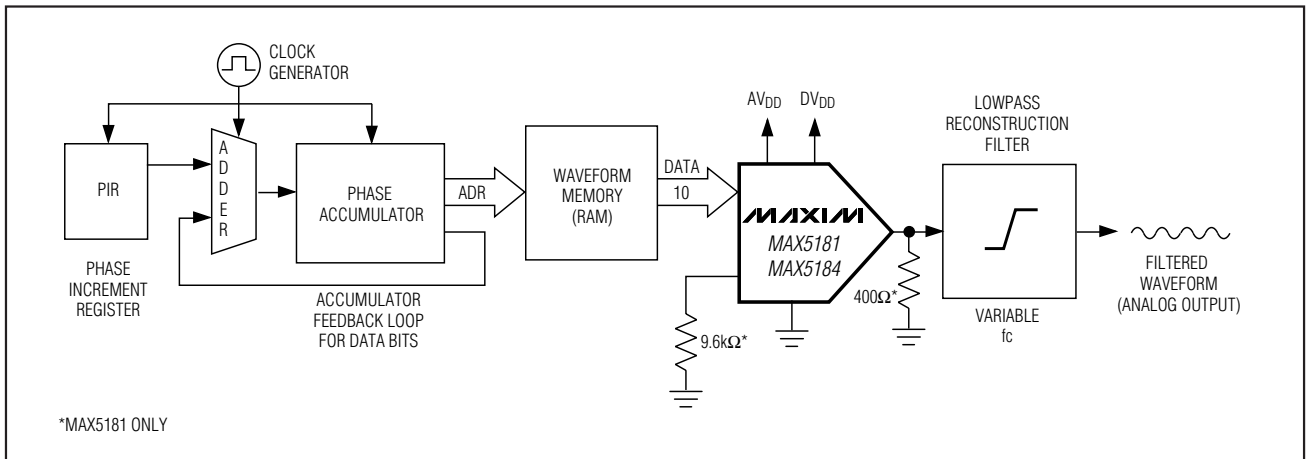 CLOCK
GENERATOR
PIR
ADDER
PHASE
ACCUMULATOR
ADR
WAVEFORM
MEMORY
(RAM)
DATA
10
AVDD
DVDD
MAXIM
MAX5181
MAX5184
LOWPASS
RECONSTRUCTION
FILTER
PHASE
INCREMENT
REGISTER
ACCUMULATOR
FEEDBACK LOOP
FOR DATA BITS
9.6kΩ*
400Ω*
VARIABLE
fc
FILTERED
WAVEFORM
(ANALOG OUTPUT)
*MAX5181 ONLY